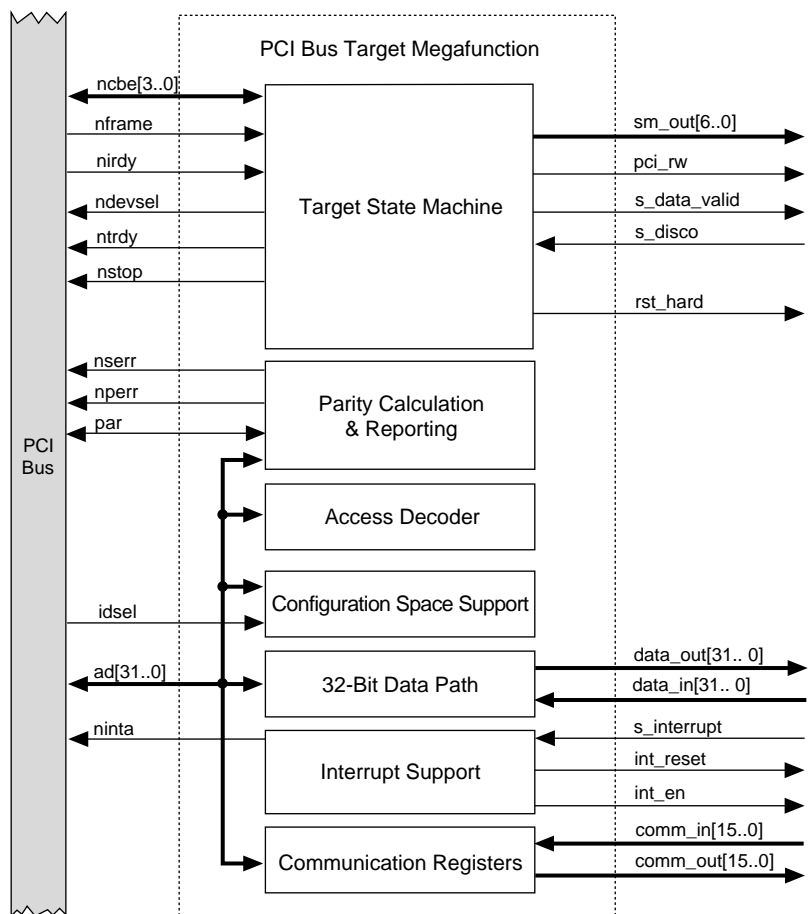 PCI Bus Target Megafunction
ncbe[3..0]
nframe
nirdy
ndevsel
ntrdy
nstop
Target State Machine
sm_out[6..0]
pci_rw
s_data_valid
s_disco
rst_hard
nserr
nperr
par
Parity Calculation
& Reporting
PCI
Bus
Access Decoder
idsel
Configuration Space Support
ad[31..0]
32-Bit Data Path
data_out[31.. 0]
data_in[31.. 0]
ninta
Interrupt Support
s_interrupt
int_reset
int_en
Communication Registers
comm_in[15..0]
comm_out[15..0]